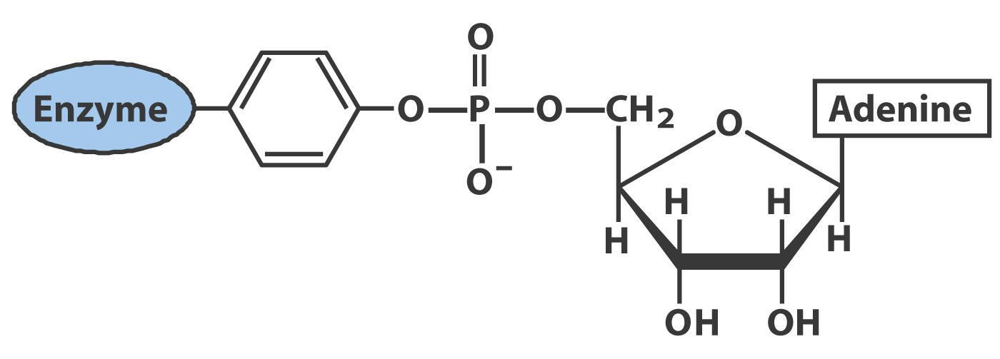 O
Enzyme O P O CH₂ O Adenine
O⁻
H H
H H
OH OH